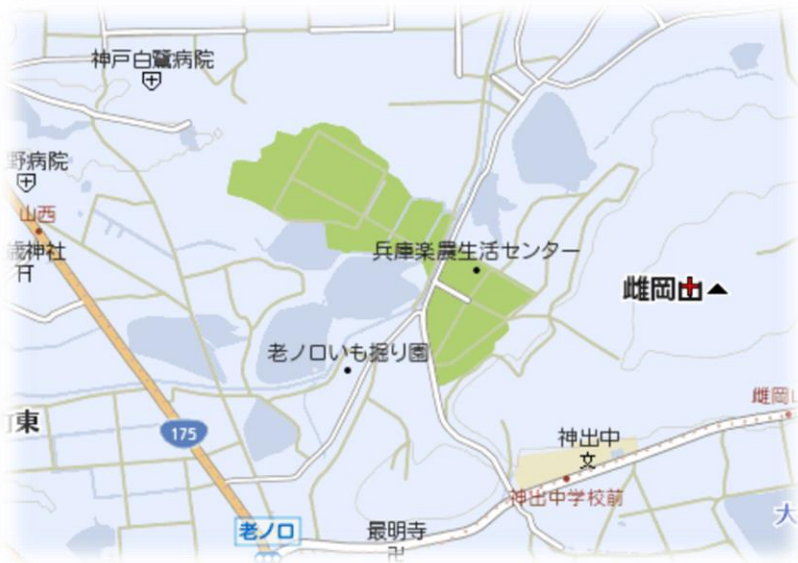 神戸白鷺病院
野病院
山西
歳神社
兵庫楽農生活センター
雌岡山
老ノ口いも掘り園
雌岡山
東
175
神出中
文
神出中学校前
大
老ノ口
最明寺